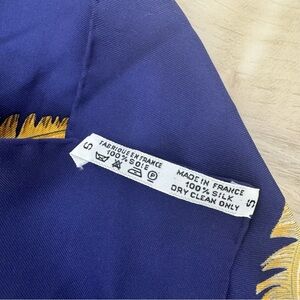 S
FABRIQUE EN FRANCE
100% SOIE
MADE IN FRANCE
100% SILK
DRY CLEAN ONLY
S